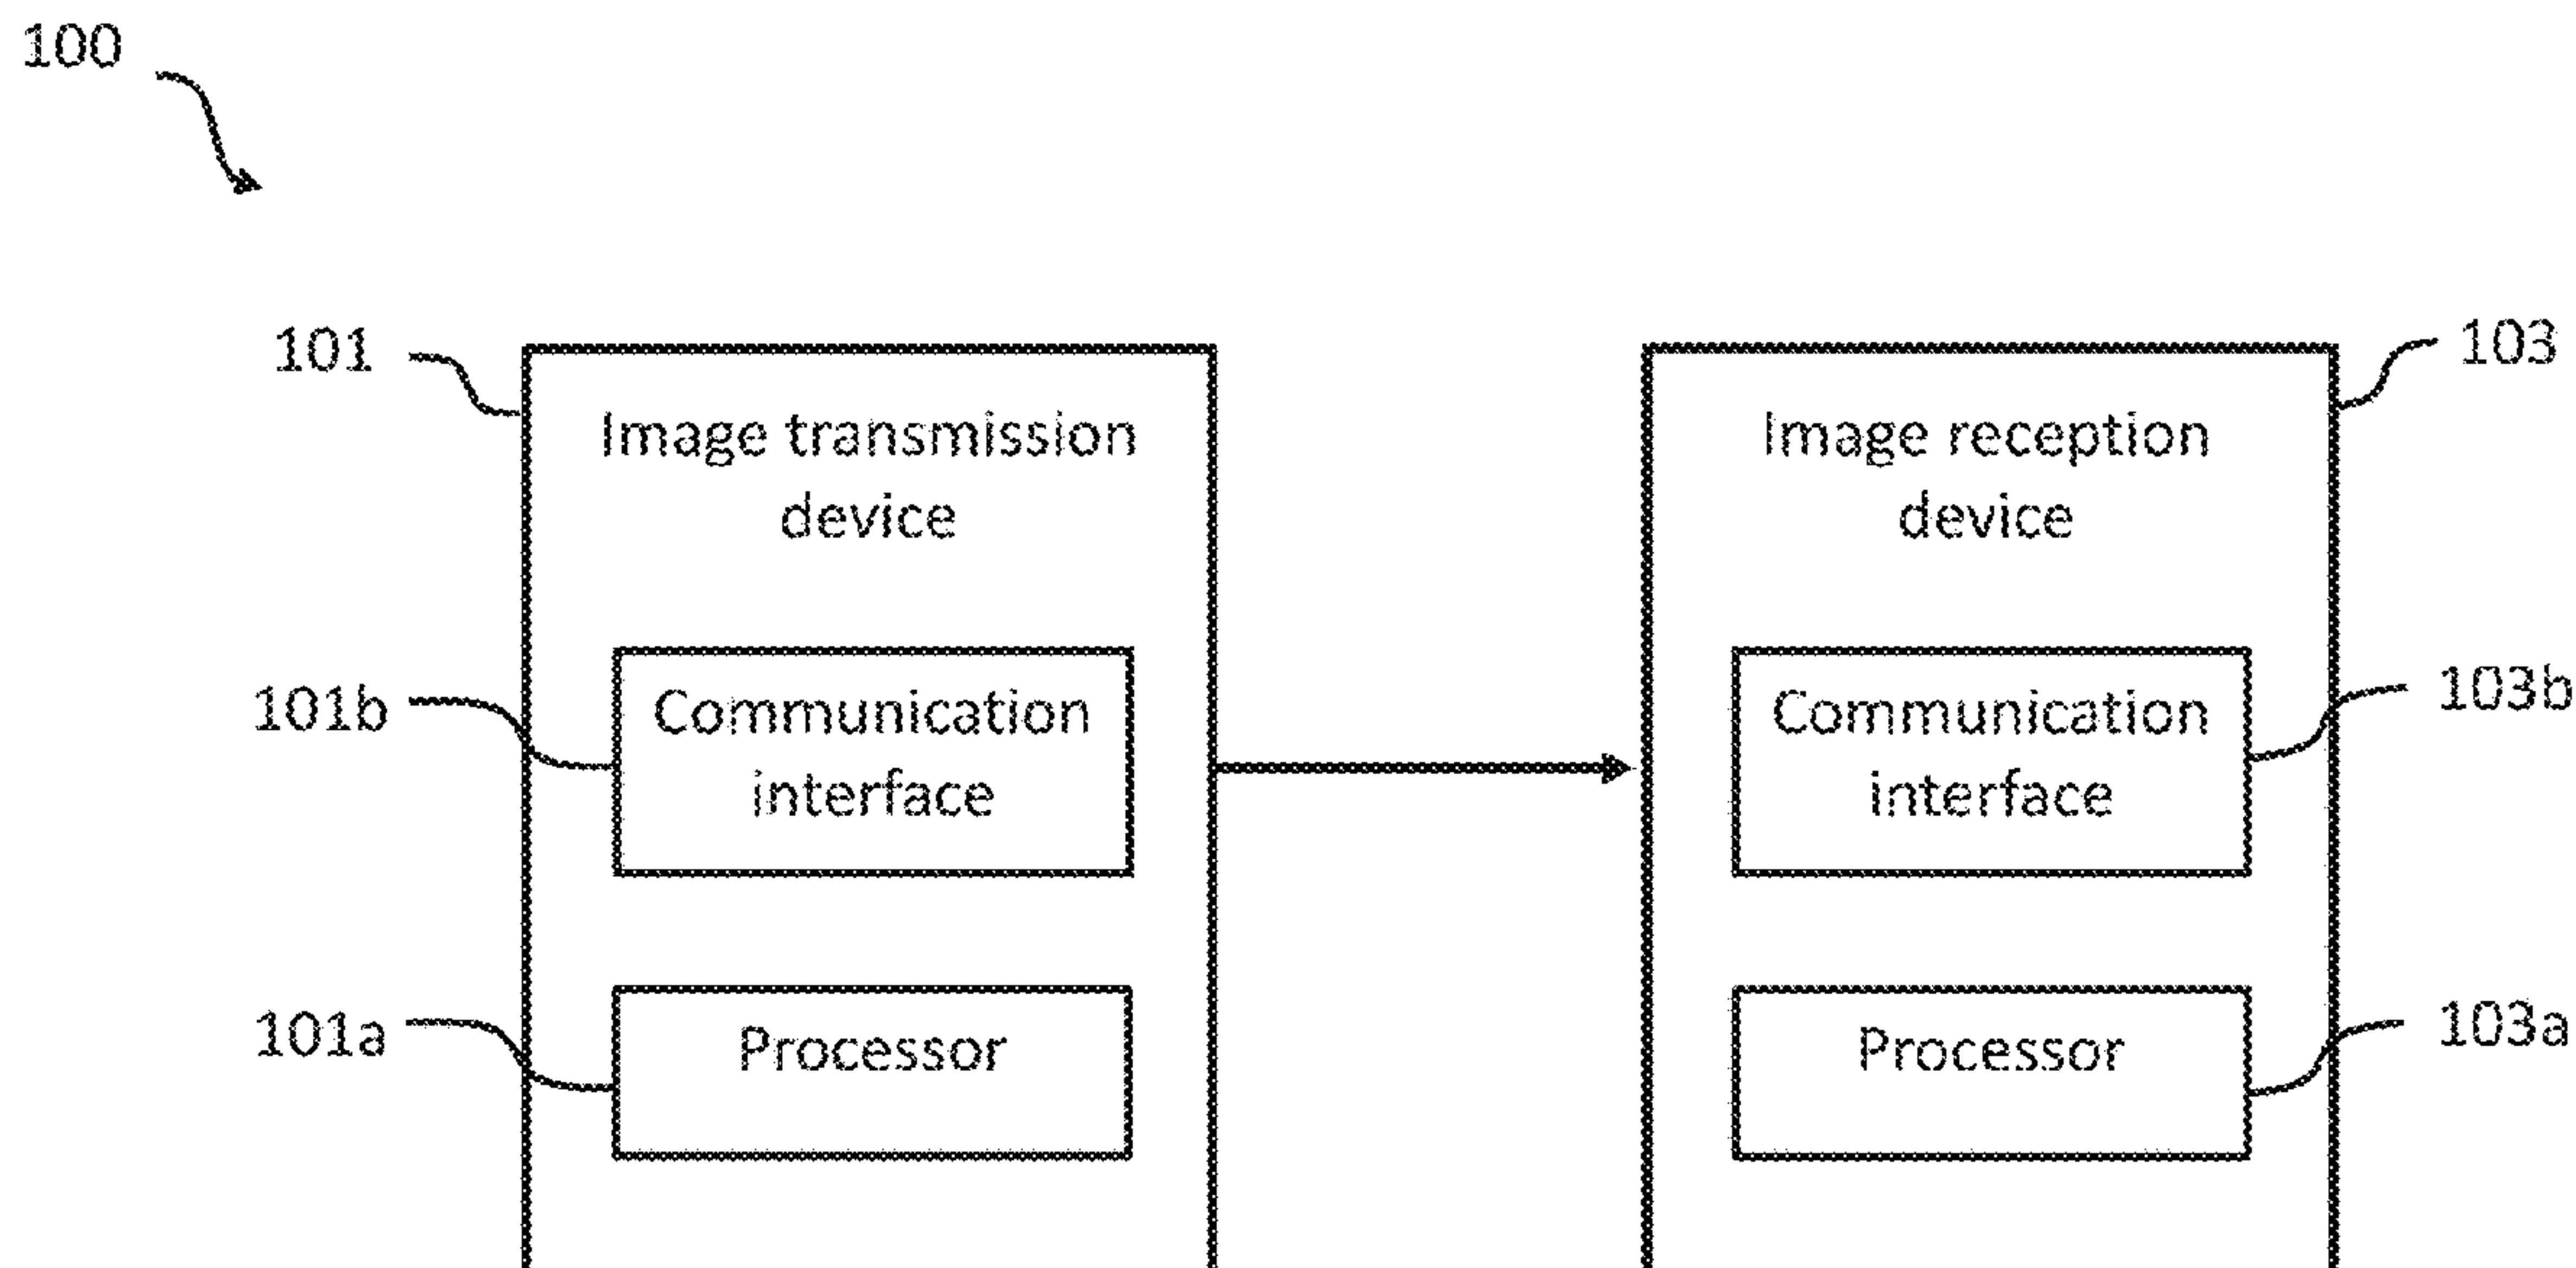 100
101
Image transmission
device
Image reception
device
103
101b
Communication
interface
Communication
interface
103b
101a
Processor
Processor
103a